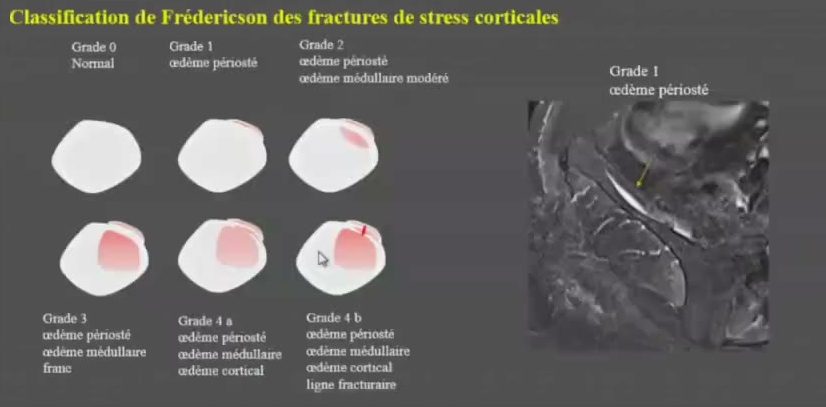 Classification de Frédericson des fractures de stress corticales
Grade 0
Normal
Grade 1
œdème périosté
Grade 2
œdème périosté
œdème médullaire modéré
Grade 1
œdème périosté
Grade 3
œdème périosté
œdème médullaire
franc
Grade 4 a
œdème périosté
œdème médullaire
œdème cortical
Grade 4 b
œdème périosté
œdème médullaire
œdème cortical
ligne fracturaire